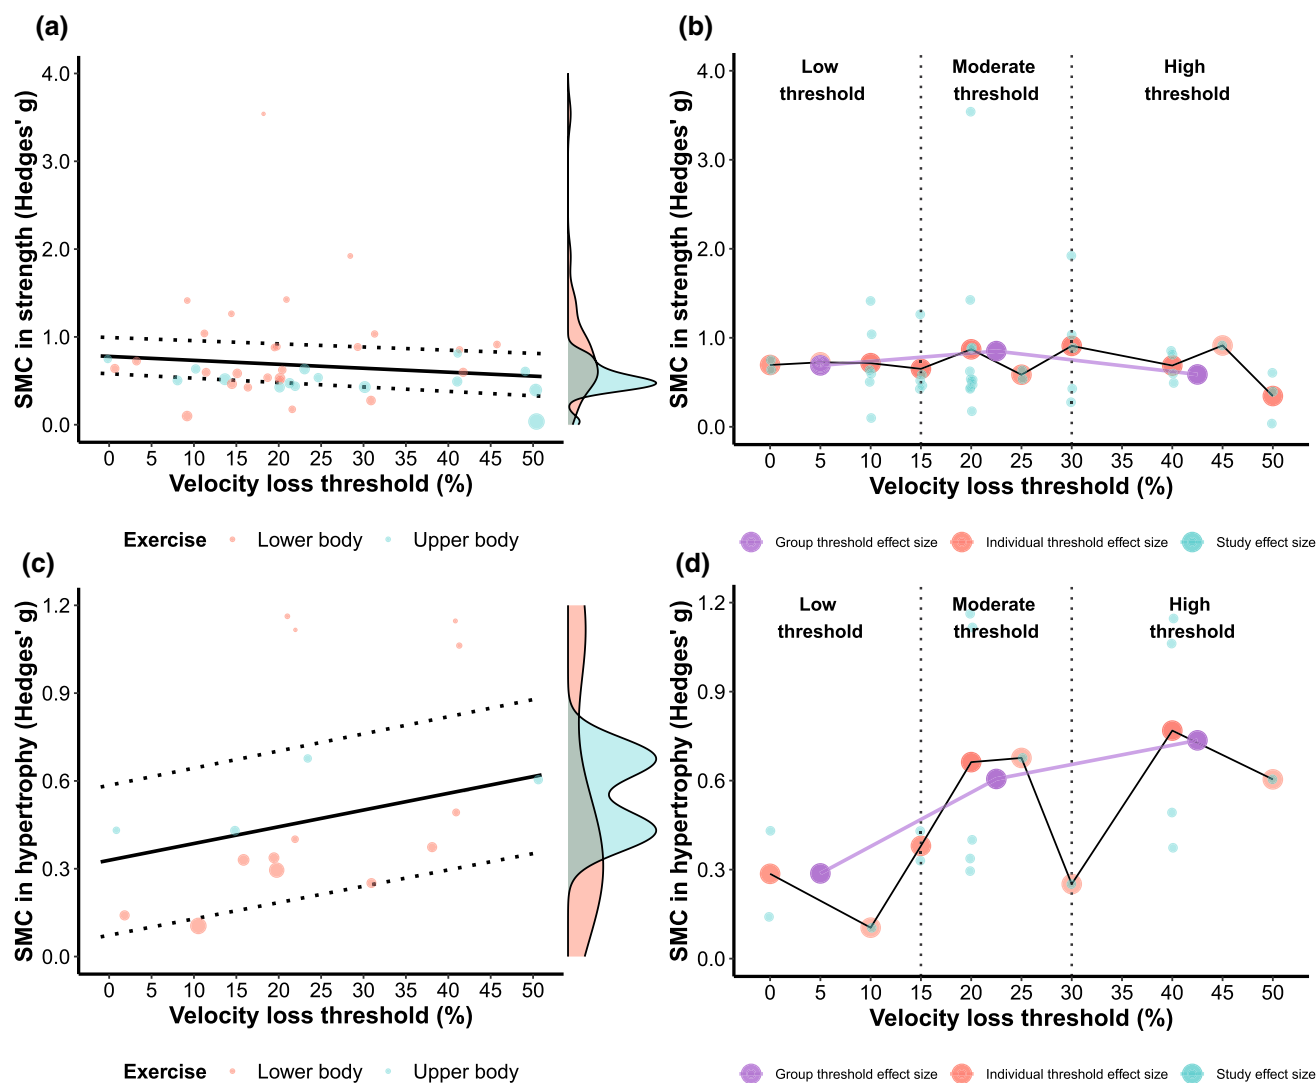 (a)
SMC in strength (Hedges' g)
4.0
3.0
2.0
1.0
0.0
0 5 10 15 20 25 30 35 40 45 50
Velocity loss threshold (%)
Exercise Lower body Upper body
(b)
SMC in strength (Hedges' g)
Low
threshold
Moderate
threshold
High
threshold
4.0
3.0
2.0
1.0
0.0
0 5 10 15 20 25 30 35 40 45 50
Velocity loss threshold (%)
Group threshold effect size Individual threshold effect size Study effect size
(c)
SMC in hypertrophy (Hedges' g)
1.2
0.9
0.6
0.3
0.0
0 5 10 15 20 25 30 35 40 45 50
Velocity loss threshold (%)
Exercise Lower body Upper body
(d)
SMC in hypertrophy (Hedges' g)
Low
threshold
Moderate
threshold
High
threshold
1.2
0.9
0.6
0.3
0.0
0 5 10 15 20 25 30 35 40 45 50
Velocity loss threshold (%)
Group threshold effect size Individual threshold effect size Study effect size